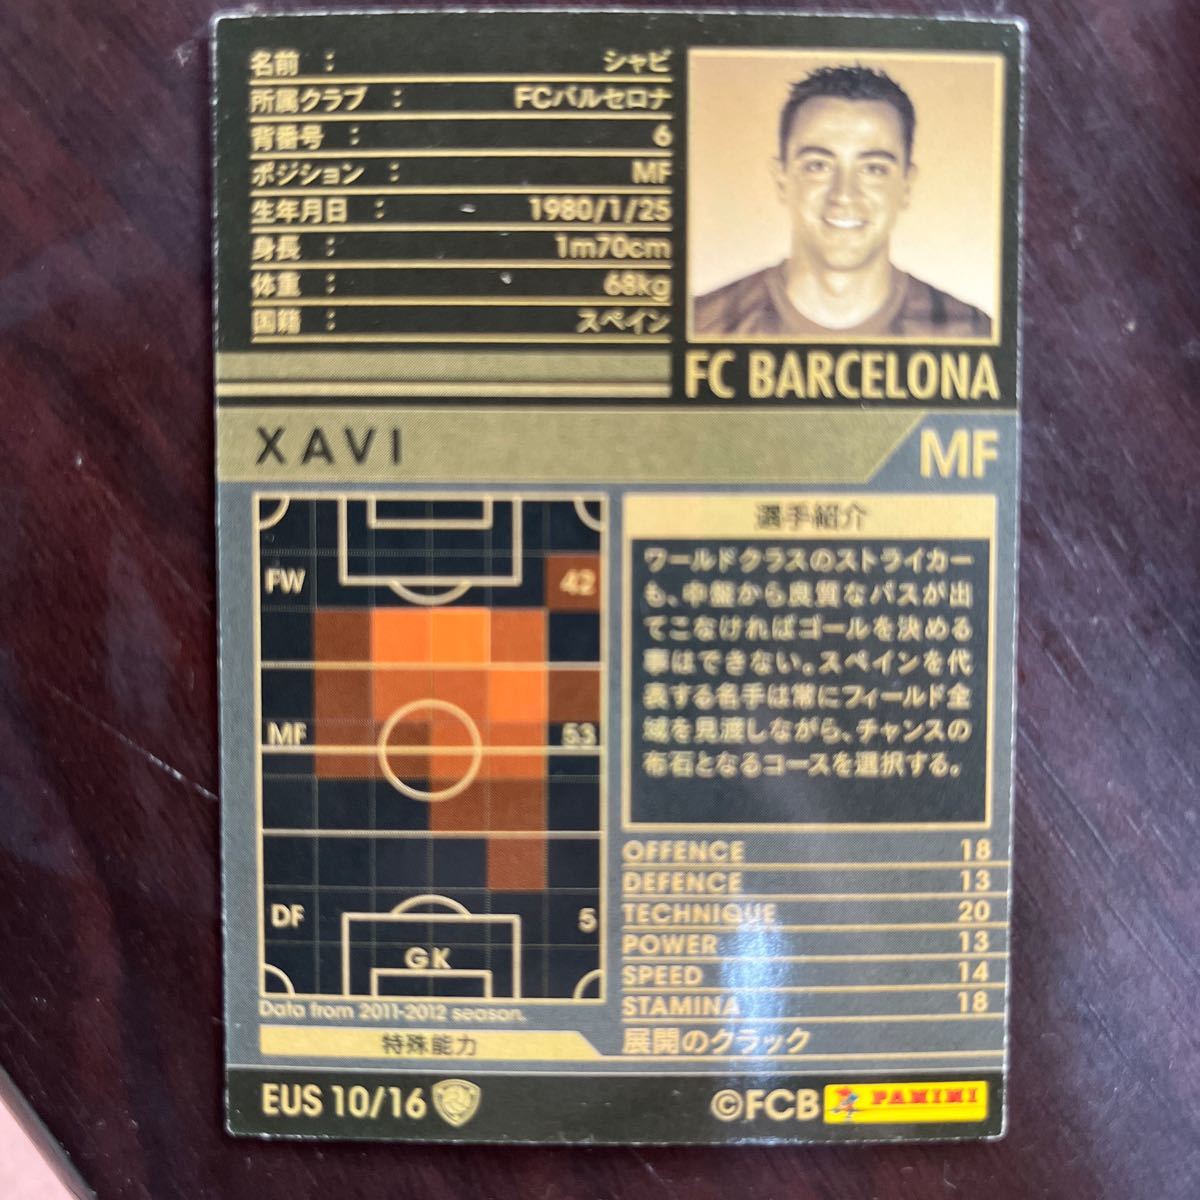 名前 : シャビ
所属クラブ : FCバルセロナ
背番号 : 6
ポジション : MF
生年月日 : 1980/1/25
身長 : 1m70cm
体重 : 68kg
国籍 : スペイン
FC BARCELONA
XAVI
MF
FW 42
MF 53
DF 5
GK
Data from 2011-2012 season.
選手紹介
ワールドクラスのストライカー
も、中盤から良質なパスが出
てこなければゴールを決める
事はできない。スペインを代
表する名手は常にフィールド全
域を見渡しながら、チャンスの
布石となるコースを選択する。
OFFENCE 18
DEFENCE 13
TECHNIQUE 20
POWER 13
SPEED 14
STAMINA 18
特殊能力 展開のクラック
EUS 10/16
©FCB PANINI